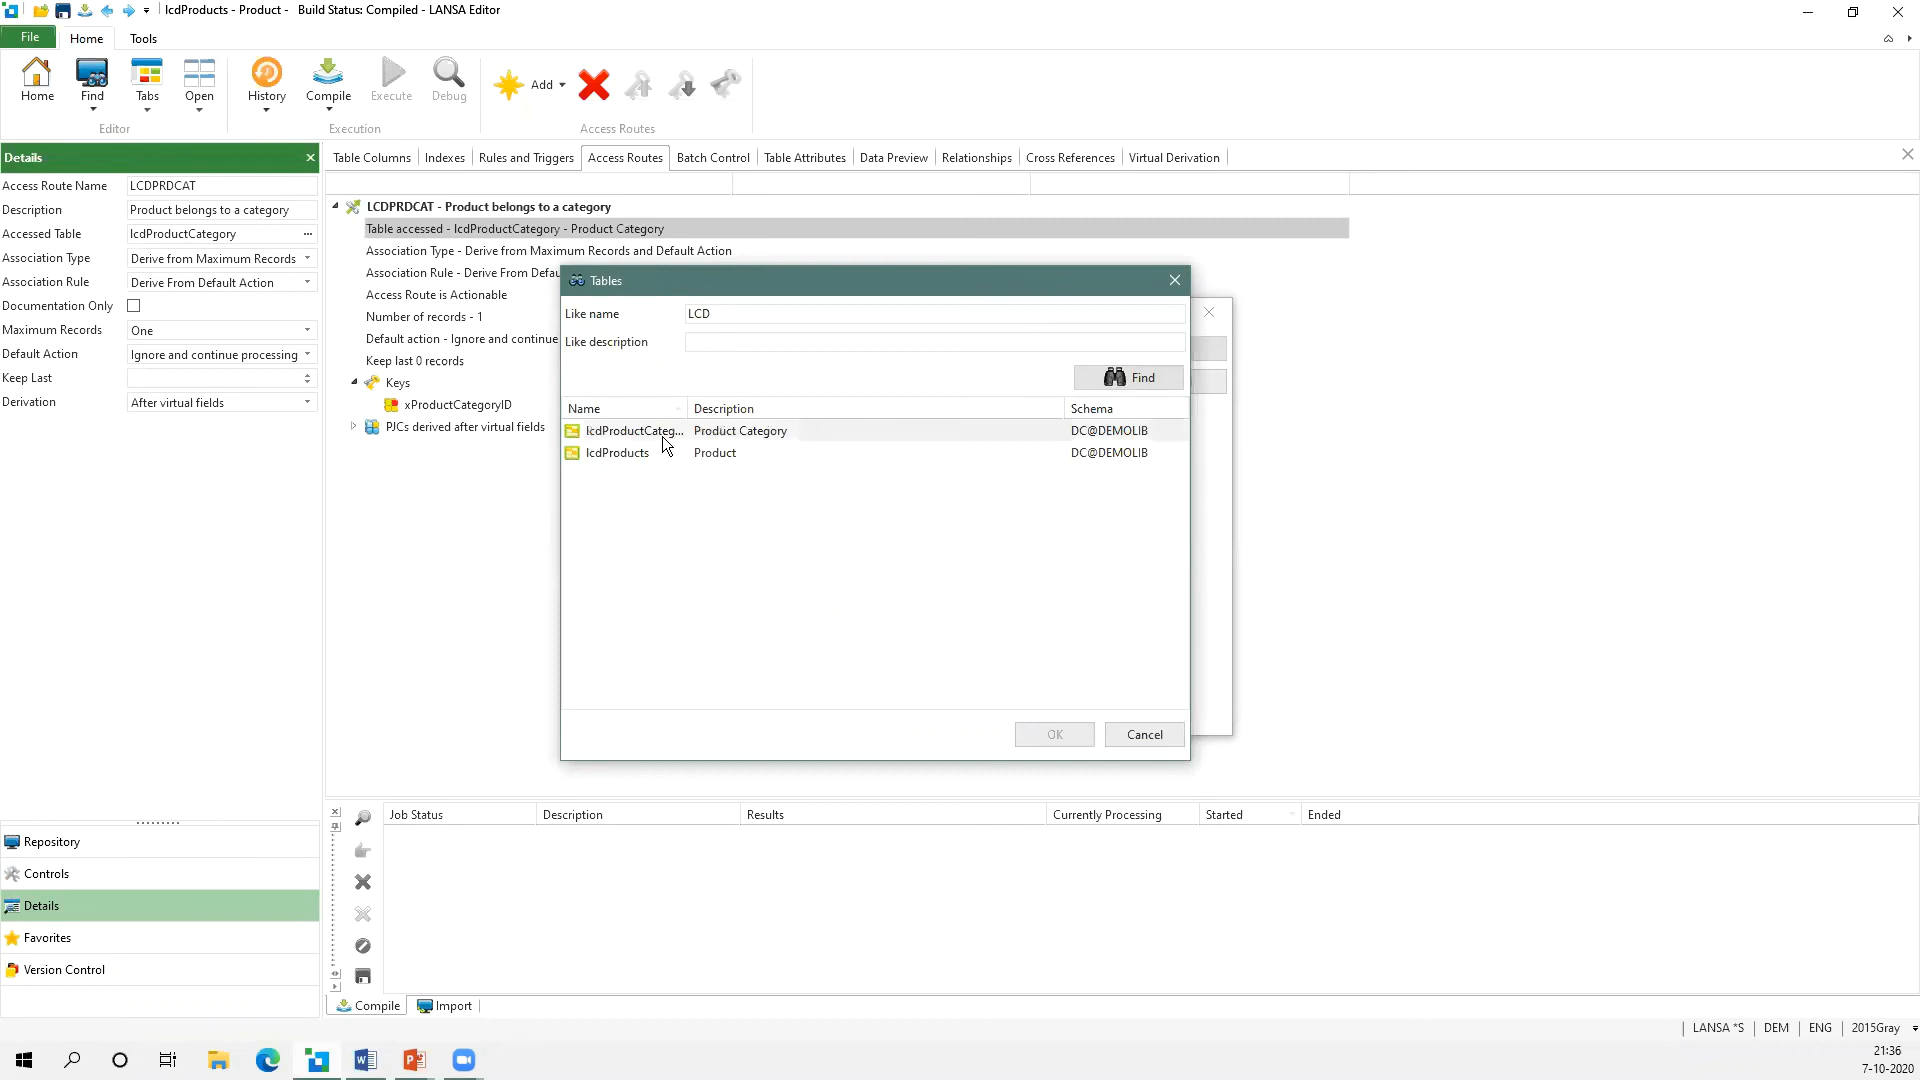 lcdProducts - Product -   Build Status: Compiled - LANSA Editor
File
Home
Tools
Home
Find
Tabs
Open
History
Compile
Execute
Debug
Add
Editor
Execution
Access Routes
Details
Table Columns
Indexes
Rules and Triggers
Access Routes
Batch Control
Table Attributes
Data Preview
Relationships
Cross References
Virtual Derivation
Access Route Name LCDPRDCAT
Description Product belongs to a category
Accessed Table lcdProductCategory ...
Association Type Derive from Maximum Records
Association Rule Derive From Default Action
Documentation Only
Maximum Records One
Default Action Ignore and continue processing
Keep Last
Derivation After virtual fields
LCDPRDCAT - Product belongs to a category
Table accessed - lcdProductCategory - Product Category
Association Type - Derive from Maximum Records and Default Action
Association Rule - Derive From Defau
Access Route is Actionable
Number of records - 1
Default action - Ignore and continue
Keep last 0 records
Keys
xProductCategoryID
PJCs derived after virtual fields
Tables
Like name LCD
Like description
Find
Name Description Schema
lcdProductCateg... Product Category DC@DEMOLIB
lcdProducts Product DC@DEMOLIB
OK
Cancel
Repository
Controls
Details
Favorites
Version Control
Job Status Description Results Currently Processing Started Ended
Compile
Import
LANSA *S DEM ENG 2015Gray
21:36
7-10-2020